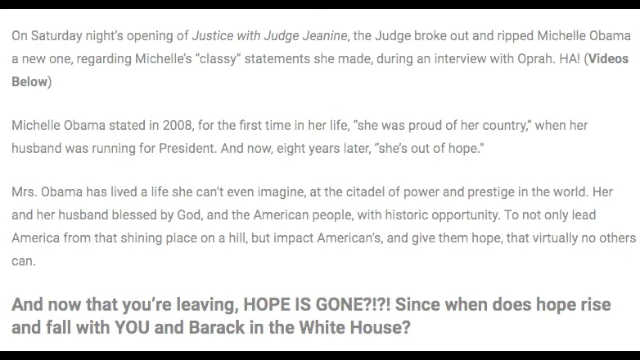 On Saturday night's opening of Justice with Judge Jeanine, the Judge broke out and ripped Michelle Obama
a new one, regarding Michelle's "classy" statements she made, during an interview with Oprah. HA! (Videos
Below)
Michelle Obama stated in 2008, for the first time in her life, "she was proud of her country," when her
husband was running for President. And now, eight years later, "she's out of hope."
Mrs. Obama has lived a life she can't even imagine, at the citadel of power and prestige in the world. Her
and her husband blessed by God, and the American people, with historic opportunity. To not only lead
America from that shining place on a hill, but impact American's, and give them hope, that virtually no others
can.
And now that you're leaving, HOPE IS GONE?!?! Since when does hope rise
and fall with YOU and Barack in the White House?